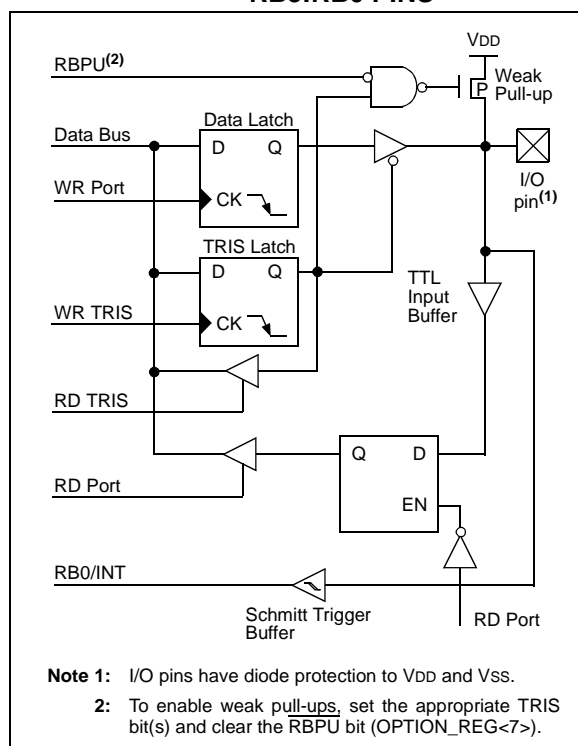 RB3:RB0 PINS
VDD
RBPU(2)
Weak
Pull-up
P
Data Latch
Data Bus
D Q
I/O
pin(1)
WR Port
CK
TRIS Latch
D Q
TTL
Input
Buffer
WR TRIS
CK
RD TRIS
Q D
RD Port
EN
RB0/INT
Schmitt Trigger
Buffer
RD Port
Note 1: I/O pins have diode protection to VDD and VSS.
2: To enable weak pull-ups, set the appropriate TRIS
bit(s) and clear the RBPU bit (OPTION_REG<7>).